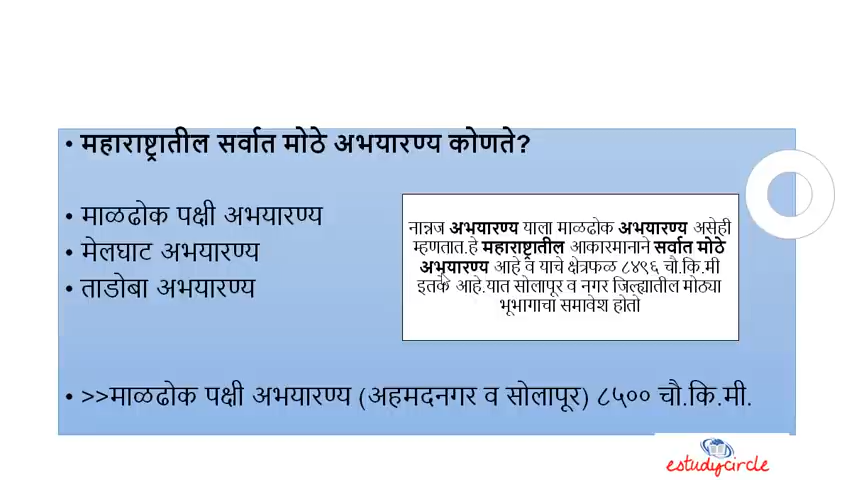 • महाराष्ट्रातील सर्वात मोठे अभयारण्य कोणते?
• माळढोक पक्षी अभयारण्य
• मेलघाट अभयारण्य
• ताडोबा अभयारण्य
नान्नज अभयारण्य याला माळढोक अभयारण्य असेही
म्हणतात.हे महाराष्ट्रातील आकारमानाने सर्वात मोठे
अभयारण्य आहे व याचे क्षेत्रफळ ८४९६ चौ.कि.मी
इतके आहे.यात सोलापूर व नगर जिल्ह्यातील मोठ्या
भूभागाचा समावेश होतो
• >>माळढोक पक्षी अभयारण्य (अहमदनगर व सोलापूर) ८५०० चौ.कि.मी.
estudycircle